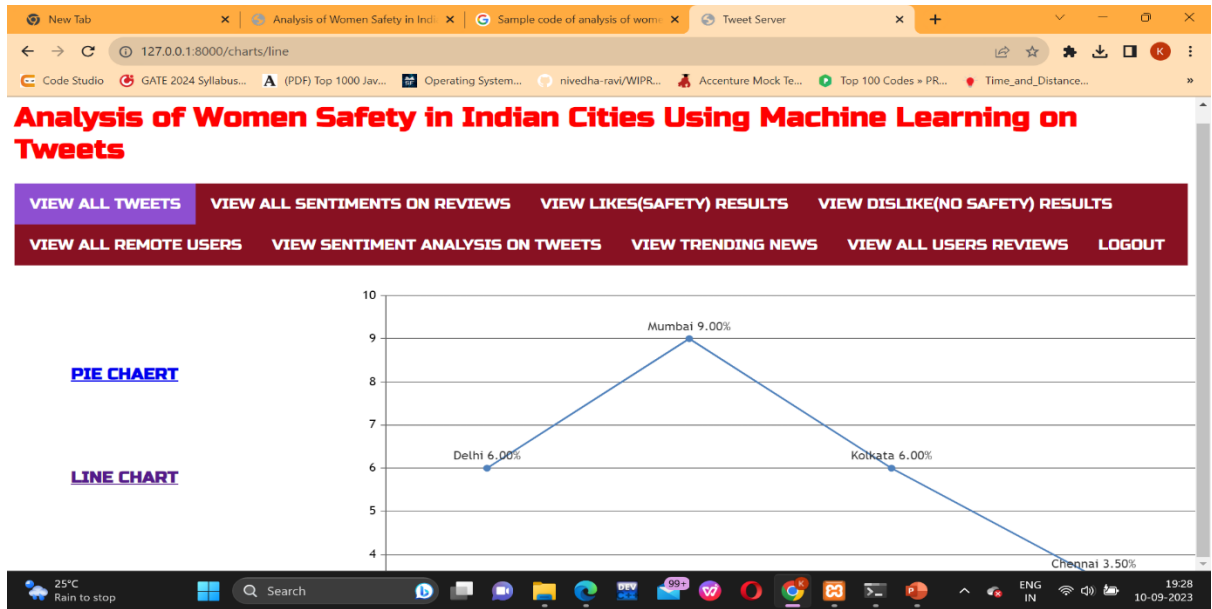 New Tab
Analysis of Women Safety in Indi
Sample code of analysis of wome
Tweet Server
127.0.0.1:8000/charts/line
K
Code Studio
GATE 2024 Syllabus...
(PDF) Top 1000 Jav...
Operating System...
nivedha-ravi/WIPR...
Accenture Mock Te...
Top 100 Codes » PR...
Time_and_Distance...
»
Analysis of Women Safety in Indian Cities Using Machine Learning on
Tweets
VIEW ALL TWEETS VIEW ALL SENTIMENTS ON REVIEWS VIEW LIKES(SAFETY) RESULTS VIEW DISLIKE(NO SAFETY) RESULTS
VIEW ALL REMOTE USERS VIEW SENTIMENT ANALYSIS ON TWEETS VIEW TRENDING NEWS VIEW ALL USERS REVIEWS LOGOUT
PIE CHAERT
LINE CHART
10
9
8
7
6
5
4
Delhi 6.00%
Mumbai 9.00%
Kolkata 6.00%
Chennai 3.50%
25°C
Rain to stop
Search
DEV
99+
ENG
IN
19:28
10-09-2023